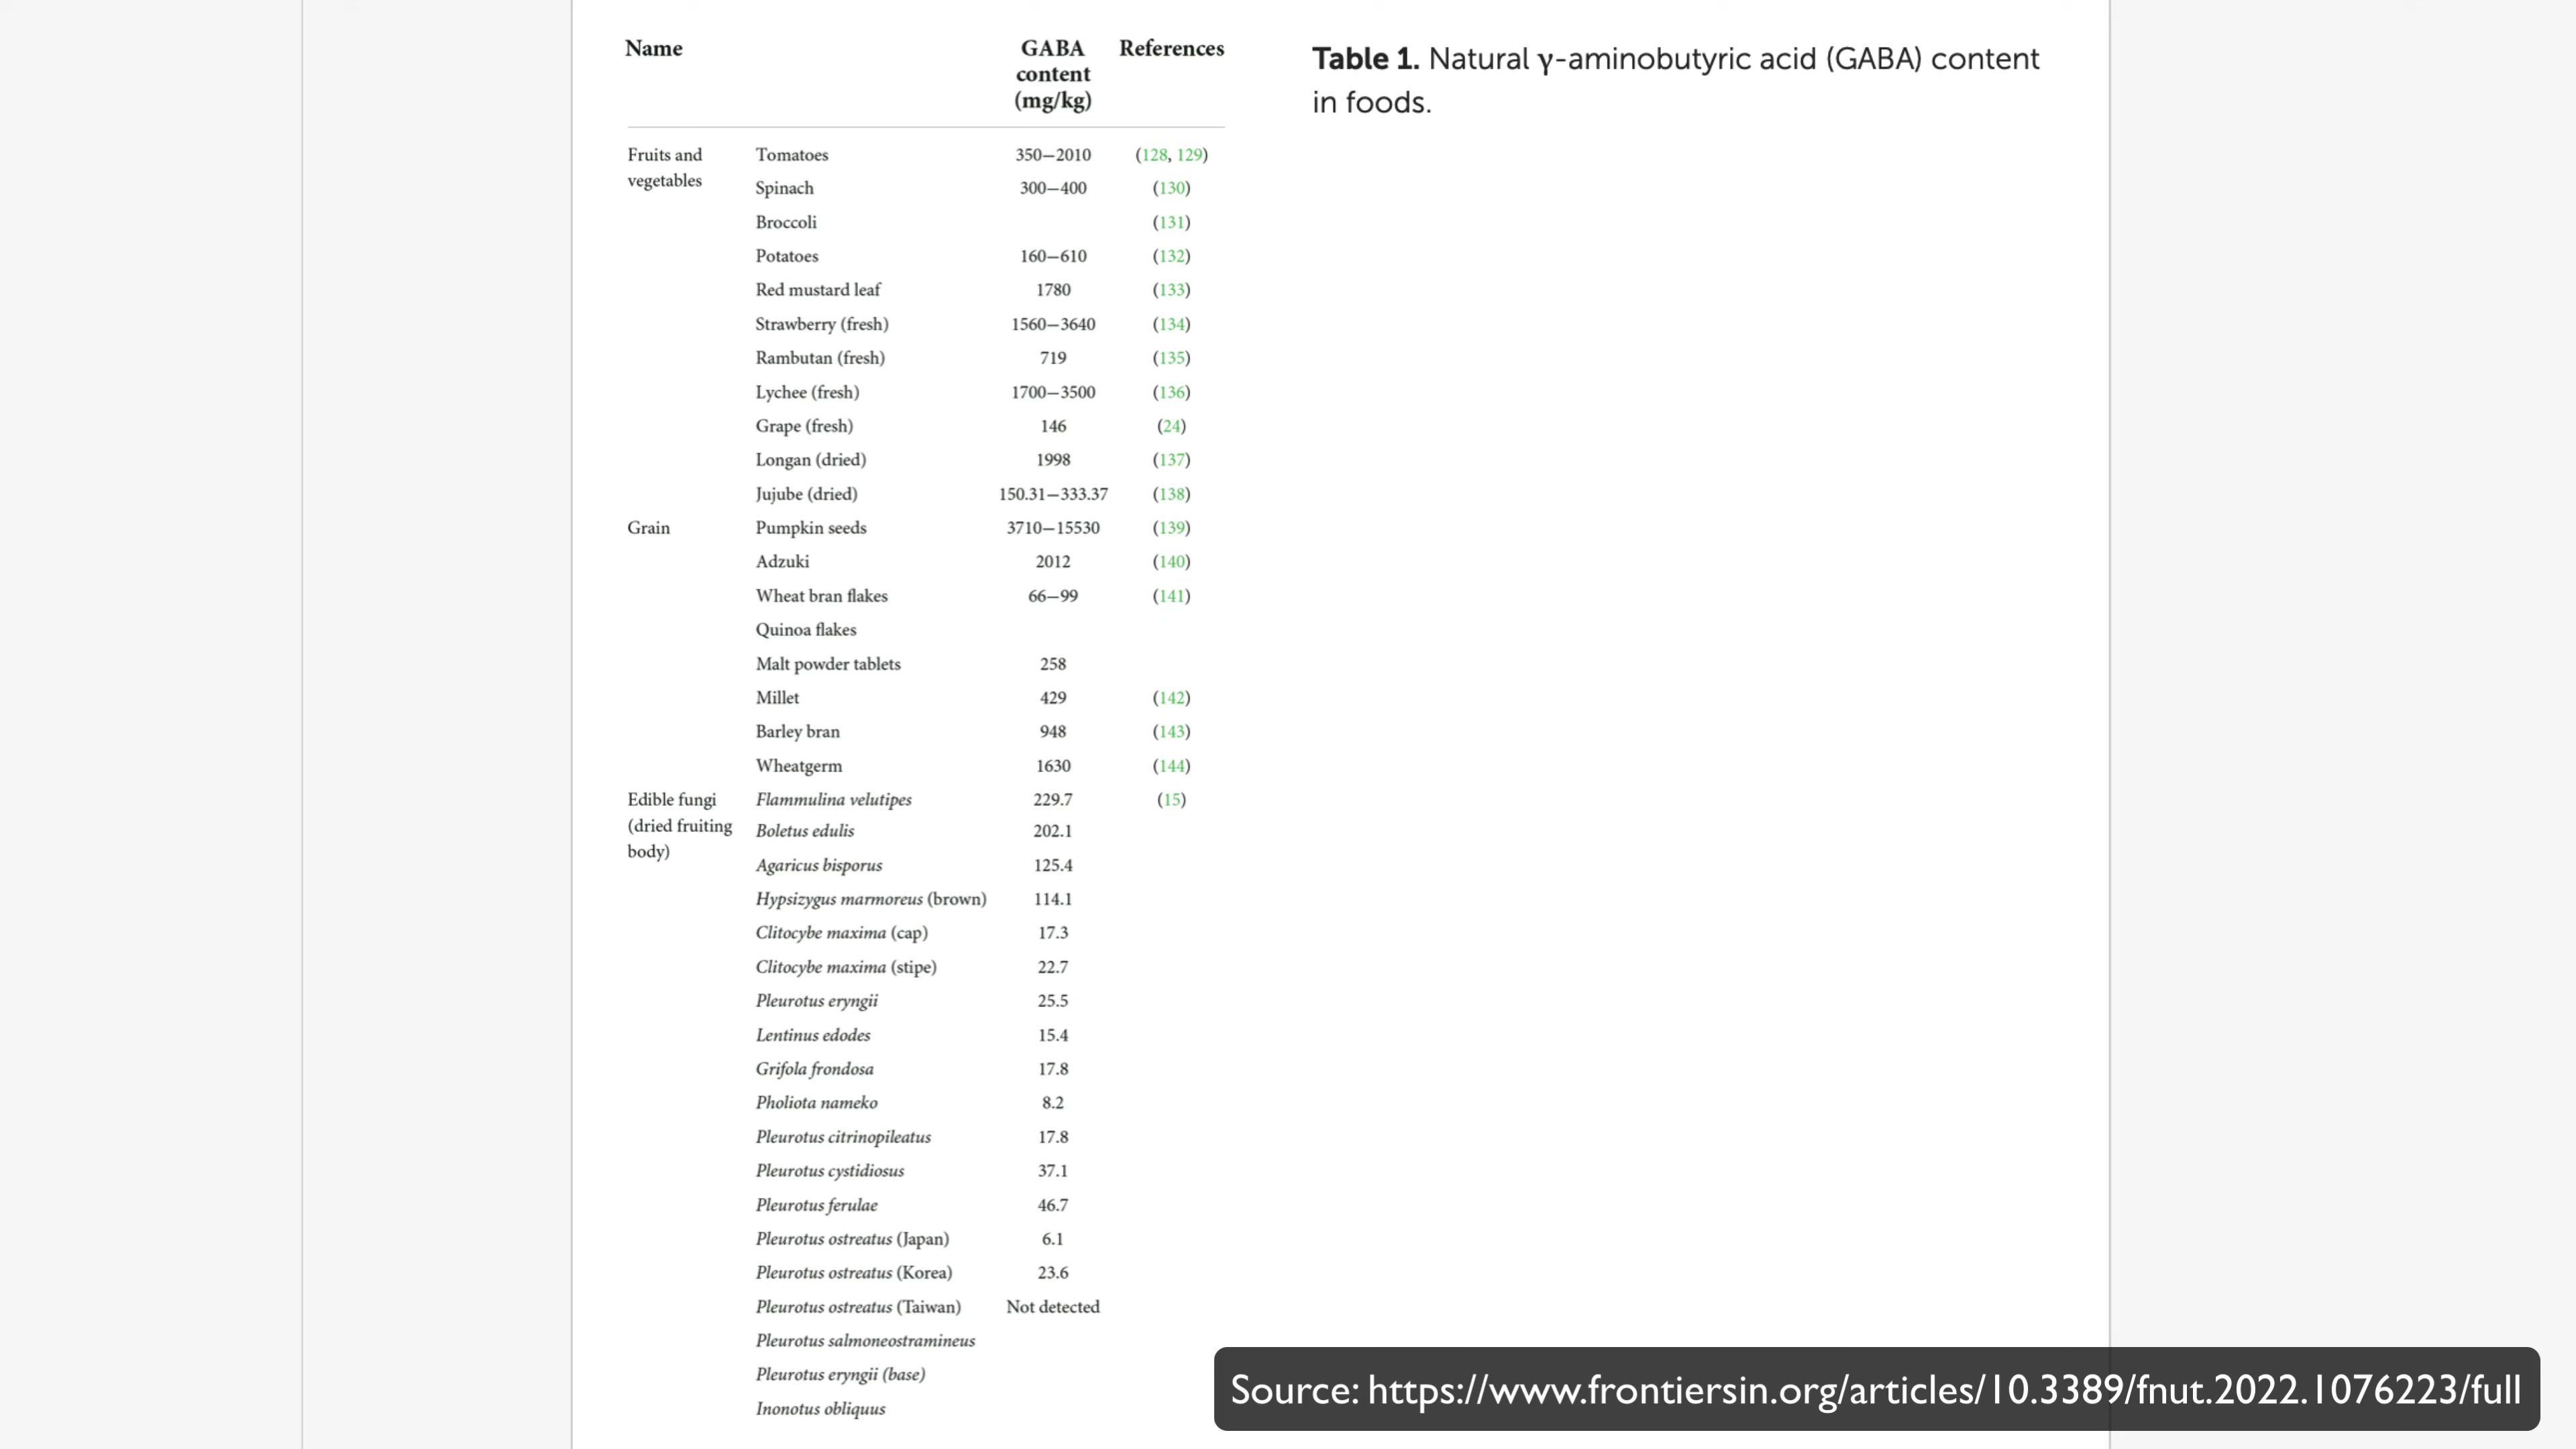 Name GABA content (mg/kg) References
Table 1. Natural γ-aminobutyric acid (GABA) content
in foods.
Fruits and vegetables Tomatoes 350–2010 (128, 129)
Spinach 300–400 (130)
Broccoli (131)
Potatoes 160–610 (132)
Red mustard leaf 1780 (133)
Strawberry (fresh) 1560–3640 (134)
Rambutan (fresh) 719 (135)
Lychee (fresh) 1700–3500 (136)
Grape (fresh) 146 (24)
Longan (dried) 1998 (137)
Jujube (dried) 150.31–333.37 (138)
Grain Pumpkin seeds 3710–15530 (139)
Adzuki 2012 (140)
Wheat bran flakes 66–99 (141)
Quinoa flakes
Malt powder tablets 258
Millet 429 (142)
Barley bran 948 (143)
Wheatgerm 1630 (144)
Edible fungi (dried fruiting body) Flammulina velutipes 229.7 (15)
Boletus edulis 202.1
Agaricus bisporus 125.4
Hypsizygus marmoreus (brown) 114.1
Clitocybe maxima (cap) 17.3
Clitocybe maxima (stipe) 22.7
Pleurotus eryngii 25.5
Lentinus edodes 15.4
Grifola frondosa 17.8
Pholiota nameko 8.2
Pleurotus citrinopileatus 17.8
Pleurotus cystidiosus 37.1
Pleurotus ferulae 46.7
Pleurotus ostreatus (Japan) 6.1
Pleurotus ostreatus (Korea) 23.6
Pleurotus ostreatus (Taiwan) Not detected
Pleurotus salmoneostramineus
Pleurotus eryngii (base)
Inonotus obliquus
Source: https://www.frontiersin.org/articles/10.3389/fnut.2022.1076223/full